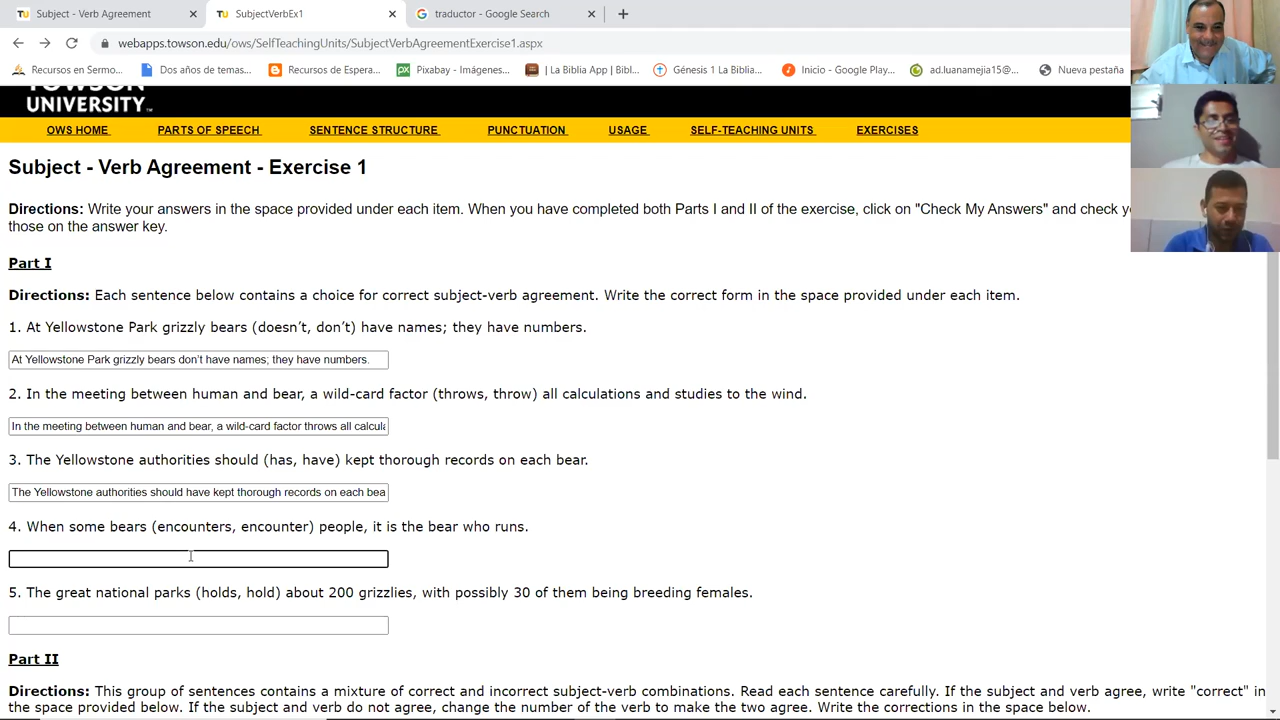 Subject - Verb Agreement
SubjectVerbEx1
traductor - Google Search
webapps.towson.edu/ows/SelfTeachingUnits/SubjectVerbAgreementExercise1.aspx
Recursos en Sermo...
Dos años de temas...
Recursos de Espera...
Pixabay - Imágenes...
La Biblia App | Bibl...
Génesis 1 La Biblia...
Inicio - Google Play...
ad.luanamejia15@...
Nueva pestaña
TOWSON
UNIVERSITY™
OWS HOME
PARTS OF SPEECH
SENTENCE STRUCTURE
PUNCTUATION
USAGE
SELF-TEACHING UNITS
EXERCISES
Subject - Verb Agreement - Exercise 1
Directions: Write your answers in the space provided under each item. When you have completed both Parts I and II of the exercise, click on "Check My Answers" and check
those on the answer key.
Part I
Directions: Each sentence below contains a choice for correct subject-verb agreement. Write the correct form in the space provided under each item.
1. At Yellowstone Park grizzly bears (doesn't, don't) have names; they have numbers.
At Yellowstone Park grizzly bears don't have names; they have numbers.
2. In the meeting between human and bear, a wild-card factor (throws, throw) all calculations and studies to the wind.
In the meeting between human and bear, a wild-card factor throws all calcula
3. The Yellowstone authorities should (has, have) kept thorough records on each bear.
The Yellowstone authorities should have kept thorough records on each bea
4. When some bears (encounters, encounter) people, it is the bear who runs.
5. The great national parks (holds, hold) about 200 grizzlies, with possibly 30 of them being breeding females.
Part II
Directions: This group of sentences contains a mixture of correct and incorrect subject-verb combinations. Read each sentence carefully. If the subject and verb agree, write "correct" in
the space provided below. If the subject and verb do not agree, change the number of the verb to make the two agree. Write the corrections in the space below.